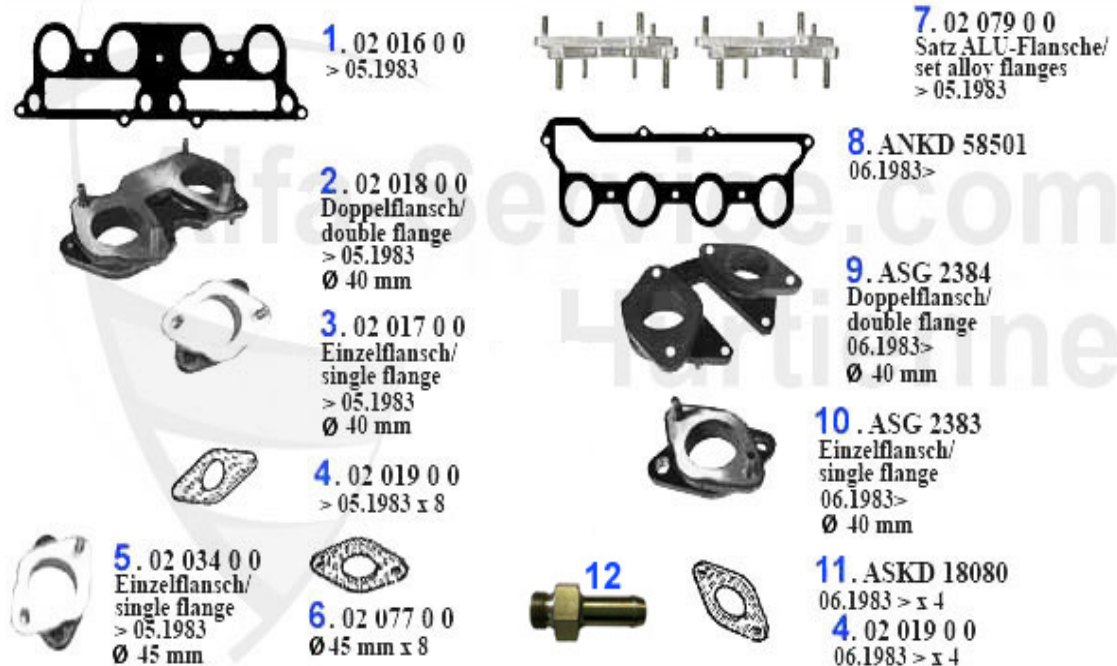 1. 02 016 0 0
> 05.1983
2. 02 018 0 0
Doppelflansch/
double flange
> 05.1983
Ø 40 mm
3. 02 017 0 0
Einzelflansch/
single flange
> 05.1983
Ø 40 mm
4. 02 019 0 0
> 05.1983 x 8
5. 02 034 0 0
Einzelflansch/
single flange
> 05.1983
Ø 45 mm
6. 02 077 0 0
Ø 45 mm x 8
7. 02 079 0 0
Satz ALU-Flansche/
set alloy flanges
> 05.1983
8. ANKD 58501
06.1983>
9. ASG 2384
Doppelflansch/
double flange
06.1983>
Ø 40 mm
10. ASG 2383
Einzelflansch/
single flange
06.1983>
Ø 40 mm
12
11. ASKD 18080
06.1983 > x 4
4. 02 019 0 0
06.1983 > x 4
AlfaService.com